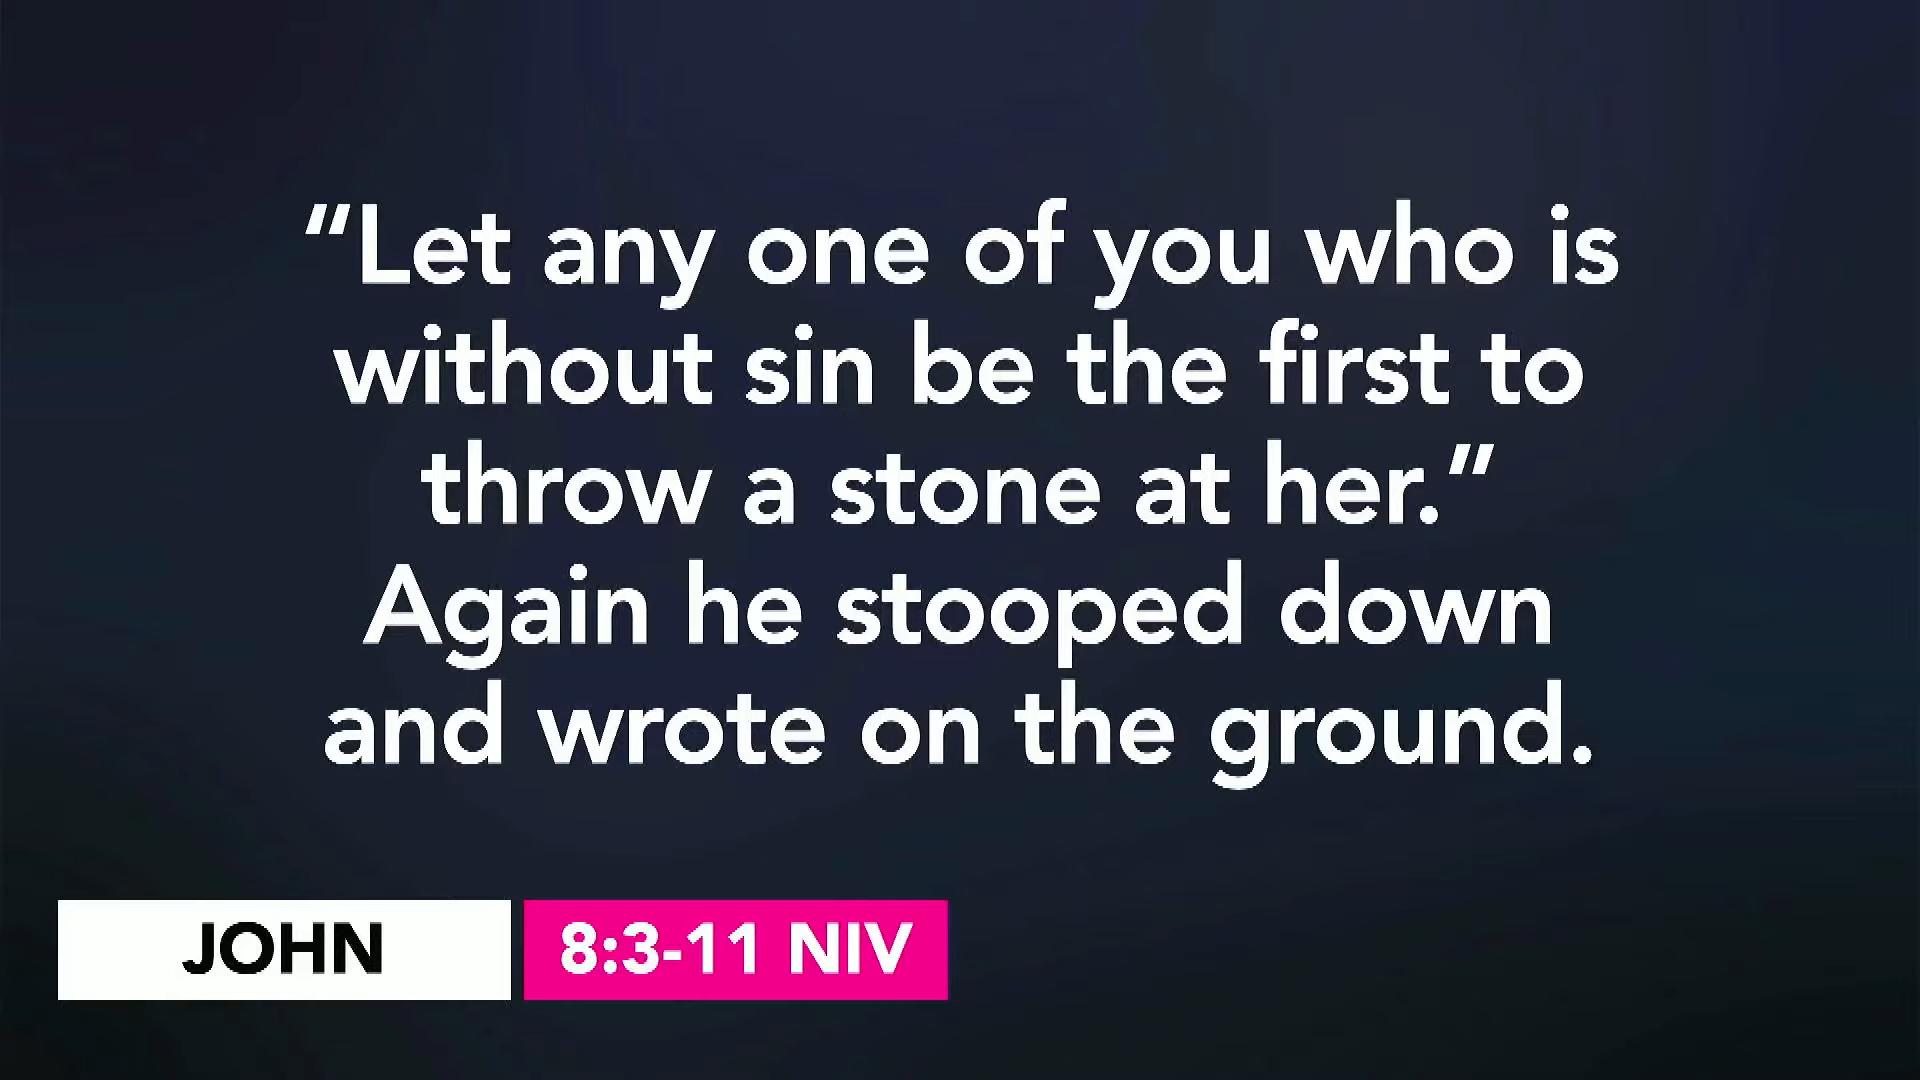 “Let any one of you who is
without sin be the first to
throw a stone at her.”
Again he stooped down
and wrote on the ground.
JOHN 8:3-11 NIV